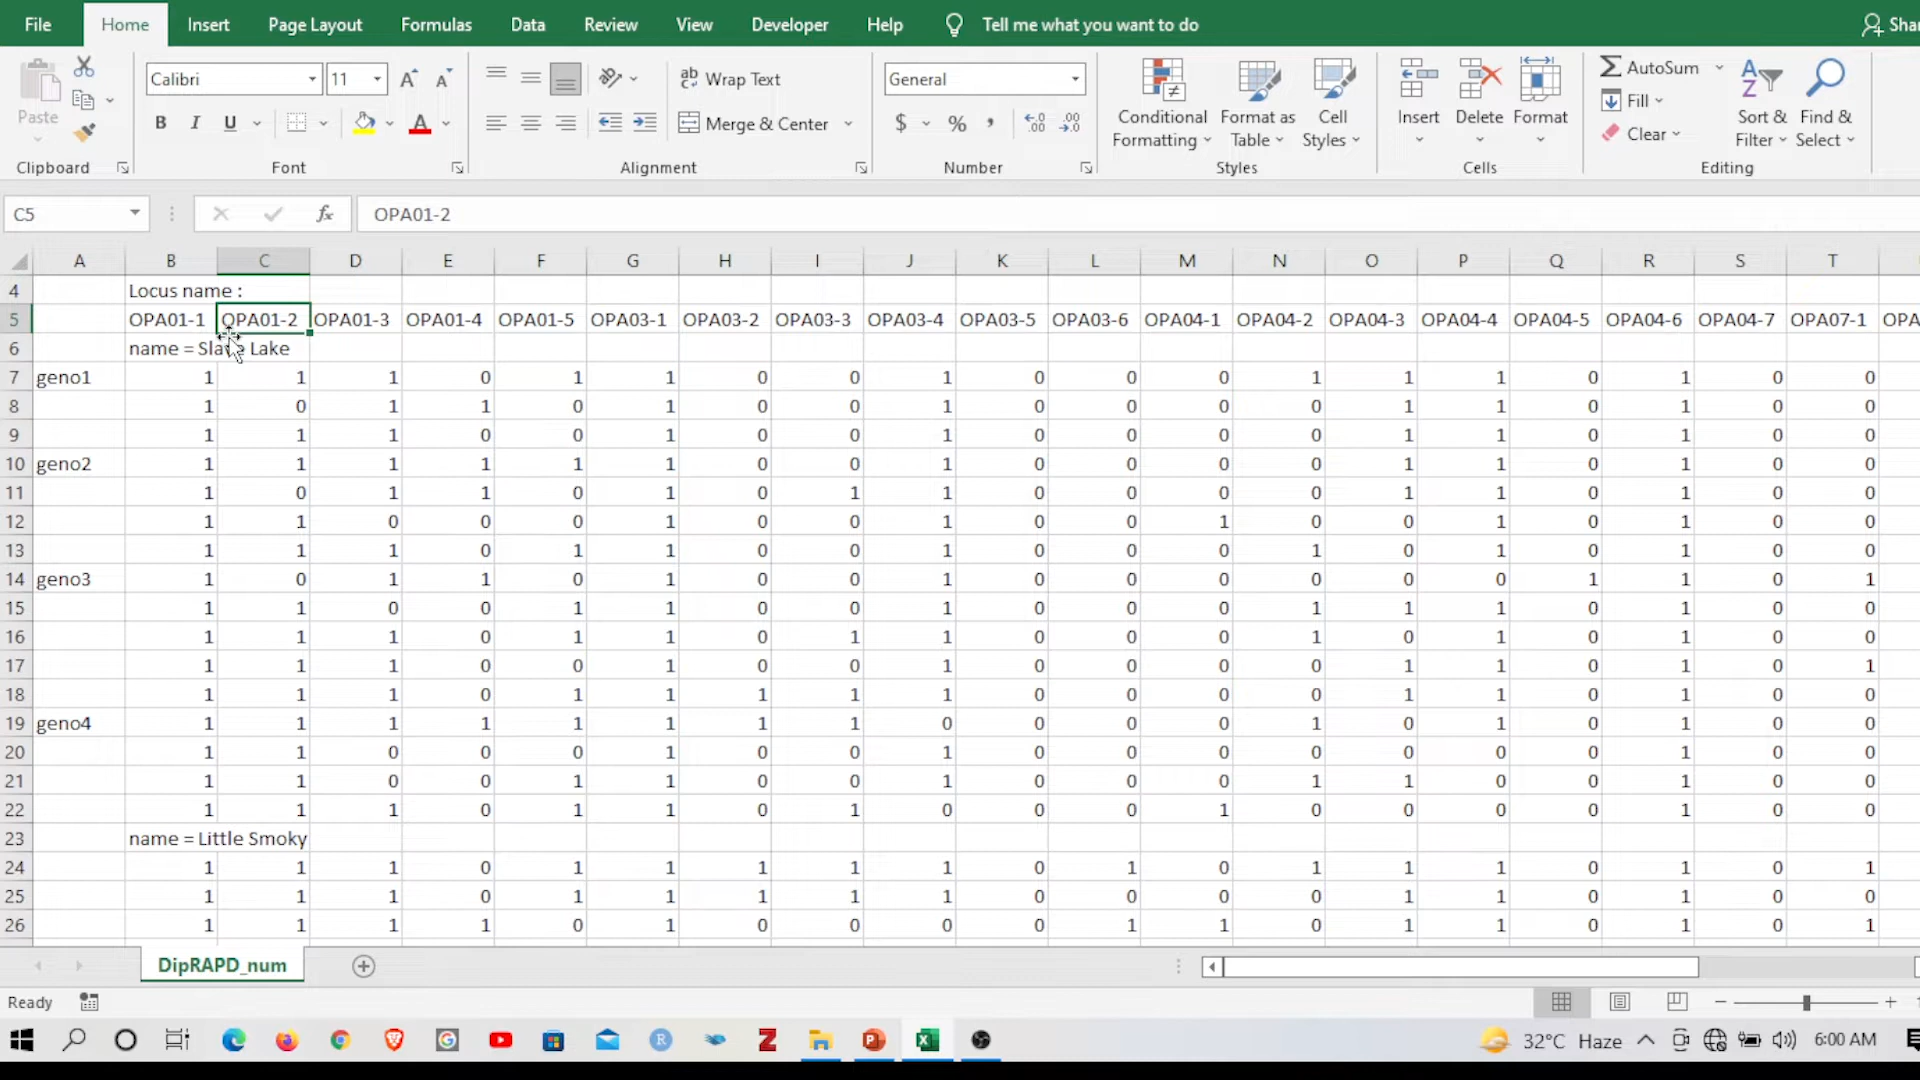 File Home Insert Page Layout Formulas Data Review View Developer Help Tell me what you want to do
Calibri 11 Wrap Text General AutoSum
Paste B I U Merge & Center $ % Conditional Formatting Format as Table Cell Styles Insert Delete Format Fill Clear Sort & Filter Find & Select
Clipboard Font Alignment Number Styles Cells Editing
C5 fx OPA01-2
A B C D E F G H I J K L M N O P Q R S T
4 Locus name :
5 OPA01-1 OPA01-2 OPA01-3 OPA01-4 OPA01-5 OPA03-1 OPA03-2 OPA03-3 OPA03-4 OPA03-5 OPA03-6 OPA04-1 OPA04-2 OPA04-3 OPA04-4 OPA04-5 OPA04-6 OPA04-7 OPA07-1
6 name = Slave Lake
7 geno1 1 1 1 0 1 1 0 0 1 0 0 0 1 1 1 0 1 0 0
8 1 0 1 1 0 1 0 0 1 0 0 0 0 1 1 0 1 0 0
9 1 1 1 0 0 1 0 0 1 0 0 0 0 1 1 0 1 0 0
10 geno2 1 1 1 1 1 1 0 0 1 0 0 0 0 1 1 0 1 0 0
11 1 0 1 1 0 1 0 1 1 0 0 0 0 1 1 0 1 0 0
12 1 1 0 0 0 1 0 0 1 0 0 1 0 0 1 0 1 0 0
13 1 1 1 0 1 1 0 0 1 0 0 0 1 0 1 0 1 0 0
14 geno3 1 0 1 1 0 1 0 0 1 0 0 0 0 0 0 1 1 0 1
15 1 1 0 0 1 1 0 0 1 0 0 0 1 1 1 0 1 0 0
16 1 1 1 0 1 1 0 1 1 0 0 0 1 0 1 0 1 0 0
17 1 1 1 0 0 1 0 0 1 0 0 0 0 1 1 0 1 0 1
18 1 1 1 0 1 1 1 1 1 0 0 0 0 1 1 0 1 0 0
19 geno4 1 1 1 1 1 1 1 1 0 0 0 0 1 0 1 0 1 0 0
20 1 1 0 0 0 1 0 0 1 0 0 0 0 0 0 0 1 0 0
21 1 1 0 0 1 1 0 0 1 0 0 0 1 1 0 0 1 0 0
22 1 1 1 0 1 1 0 1 0 0 0 1 0 0 0 0 1 0 0
23 name = Little Smoky
24 1 1 1 0 1 1 1 1 1 0 1 0 1 1 1 0 1 0 1
25 1 1 1 0 1 1 1 1 1 0 0 0 0 1 1 0 1 0 0
26 1 1 1 1 0 1 0 0 0 0 1 1 0 1 1 0 1 0 1
DipRAPD_num
Ready
32°C Haze 6:00 AM